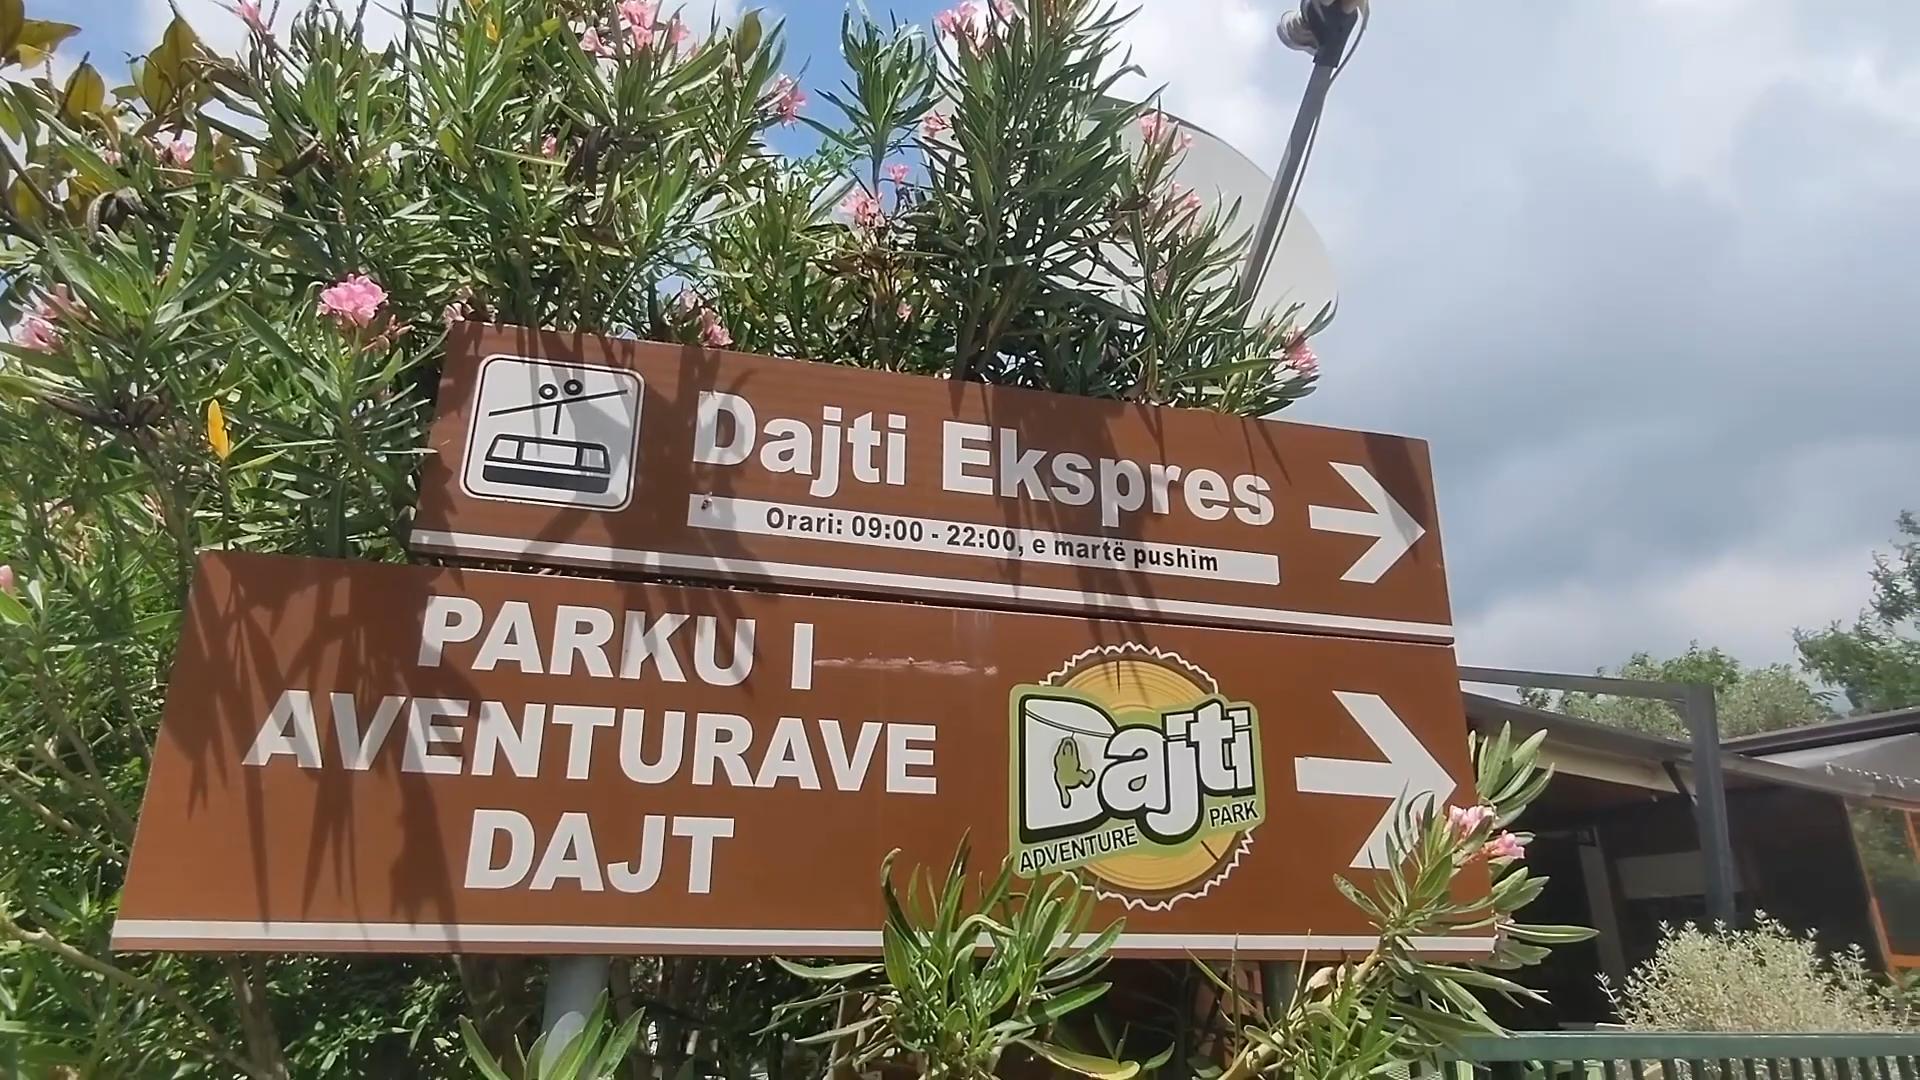 Dajti Ekspres
Orari: 09:00 - 22:00, e martë pushim
PARKU I
AVENTURAVE
DAJT
Dajti
ADVENTURE PARK